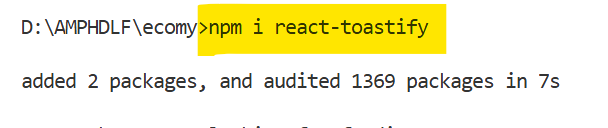 D:\AMPHDLF\ecomy>npm i react-toastify
added 2 packages, and audited 1369 packages in 7s